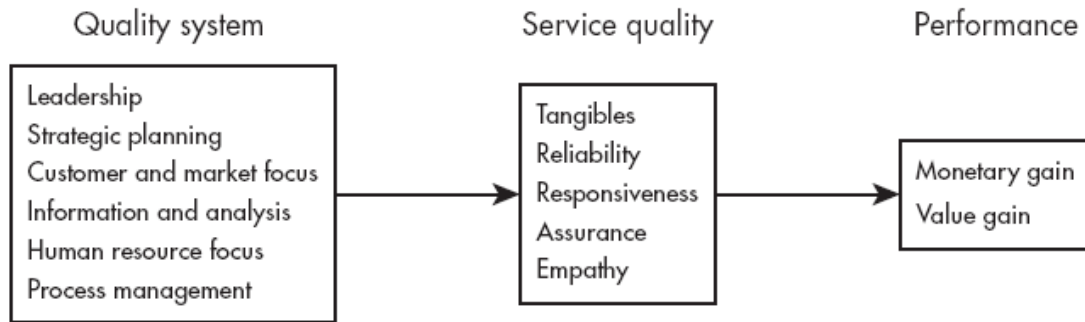 Quality system
Leadership
Strategic planning
Customer and market focus
Information and analysis
Human resource focus
Process management
Service quality
Tangibles
Reliability
Responsiveness
Assurance
Empathy
Performance
Monetary gain
Value gain